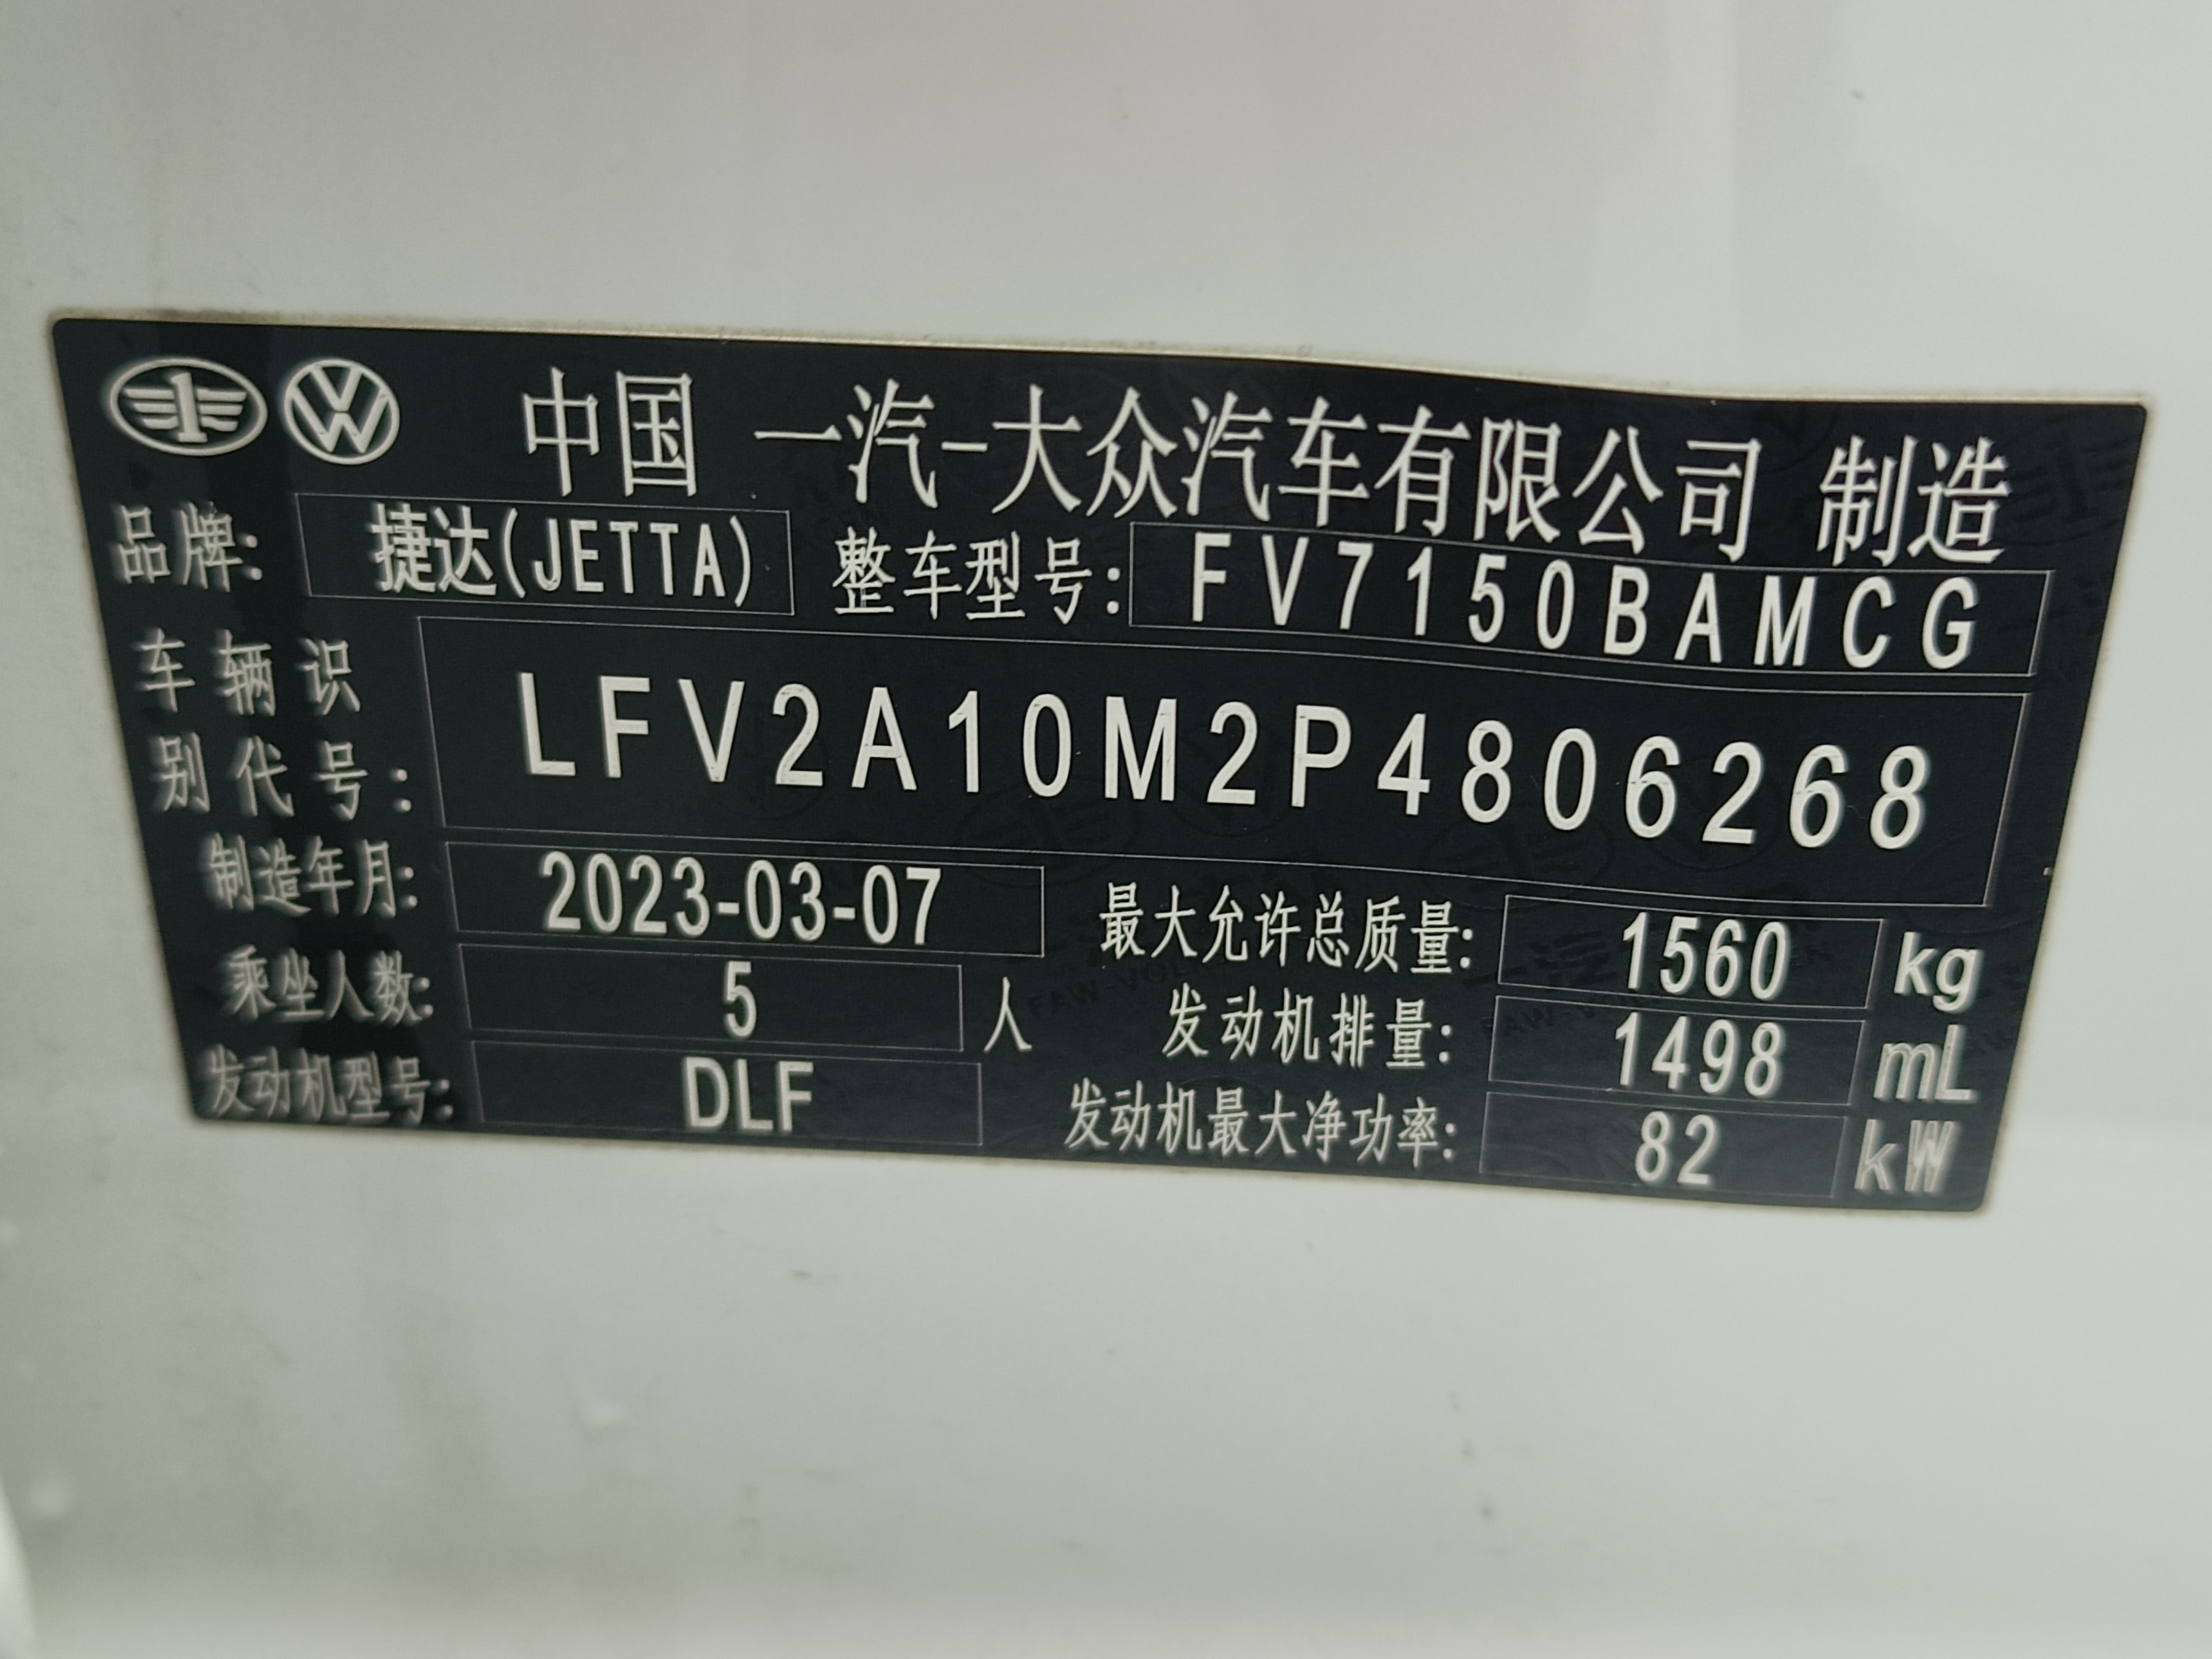 中国 一汽-大众汽车有限公司 制造
品牌: 捷达(JETTA) 整车型号: FV7150BAMCG
车辆识别代号: LFV2A10M2P4806268
制造年月: 2023-03-07 最大允许总质量: 1560 kg
乘坐人数: 5 人 发动机排量: 1498 mL
发动机型号: DLF 发动机最大净功率: 82 kW